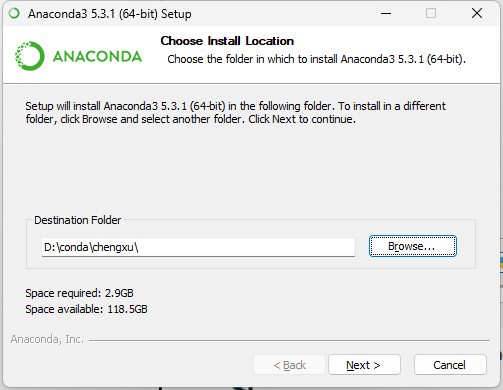 Anaconda3 5.3.1 (64-bit) Setup
Choose Install Location
Choose the folder in which to install Anaconda3 5.3.1 (64-bit).
ANACONDA
Setup will install Anaconda3 5.3.1 (64-bit) in the following folder. To install in a different
folder, click Browse and select another folder. Click Next to continue.
Destination Folder
D:\conda\chengxu\
Browse...
Space required: 2.9GB
Space available: 118.5GB
Anaconda, Inc.
< Back
Next >
Cancel